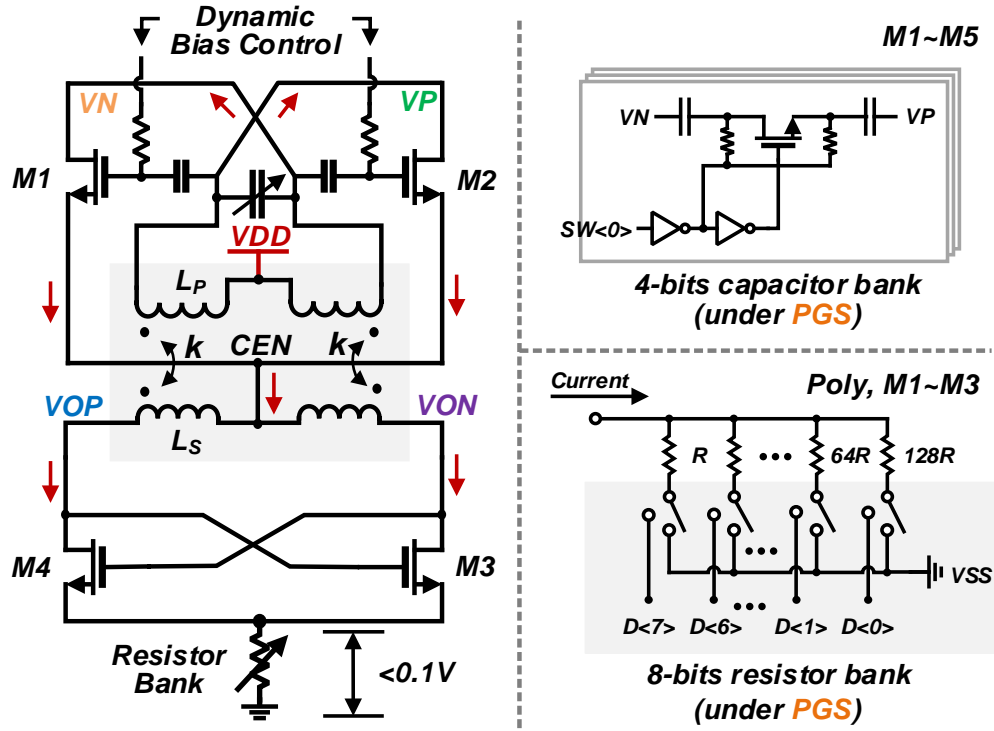 Dynamic
Bias Control
VN
VP
M1
M2
VDD
L_P
k
CEN
k
VOP
VON
L_S
M4
M3
Resistor
Bank
<0.1V
M1~M5
VN
VP
SW<0>
4-bits capacitor bank
(under PGS)
Current
Poly, M1~M3
R
64R
128R
VSS
D<7>
D<6>
D<1>
D<0>
8-bits resistor bank
(under PGS)